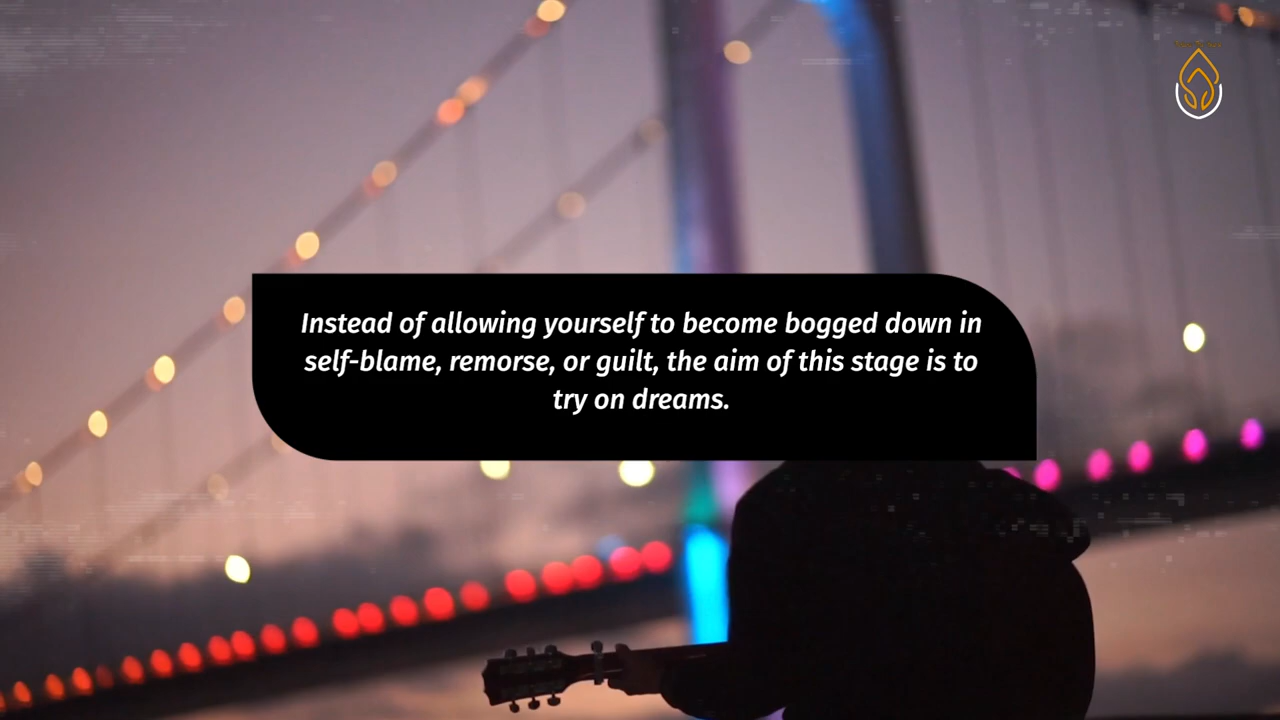 Instead of allowing yourself to become bogged down in
self-blame, remorse, or guilt, the aim of this stage is to
try on dreams.